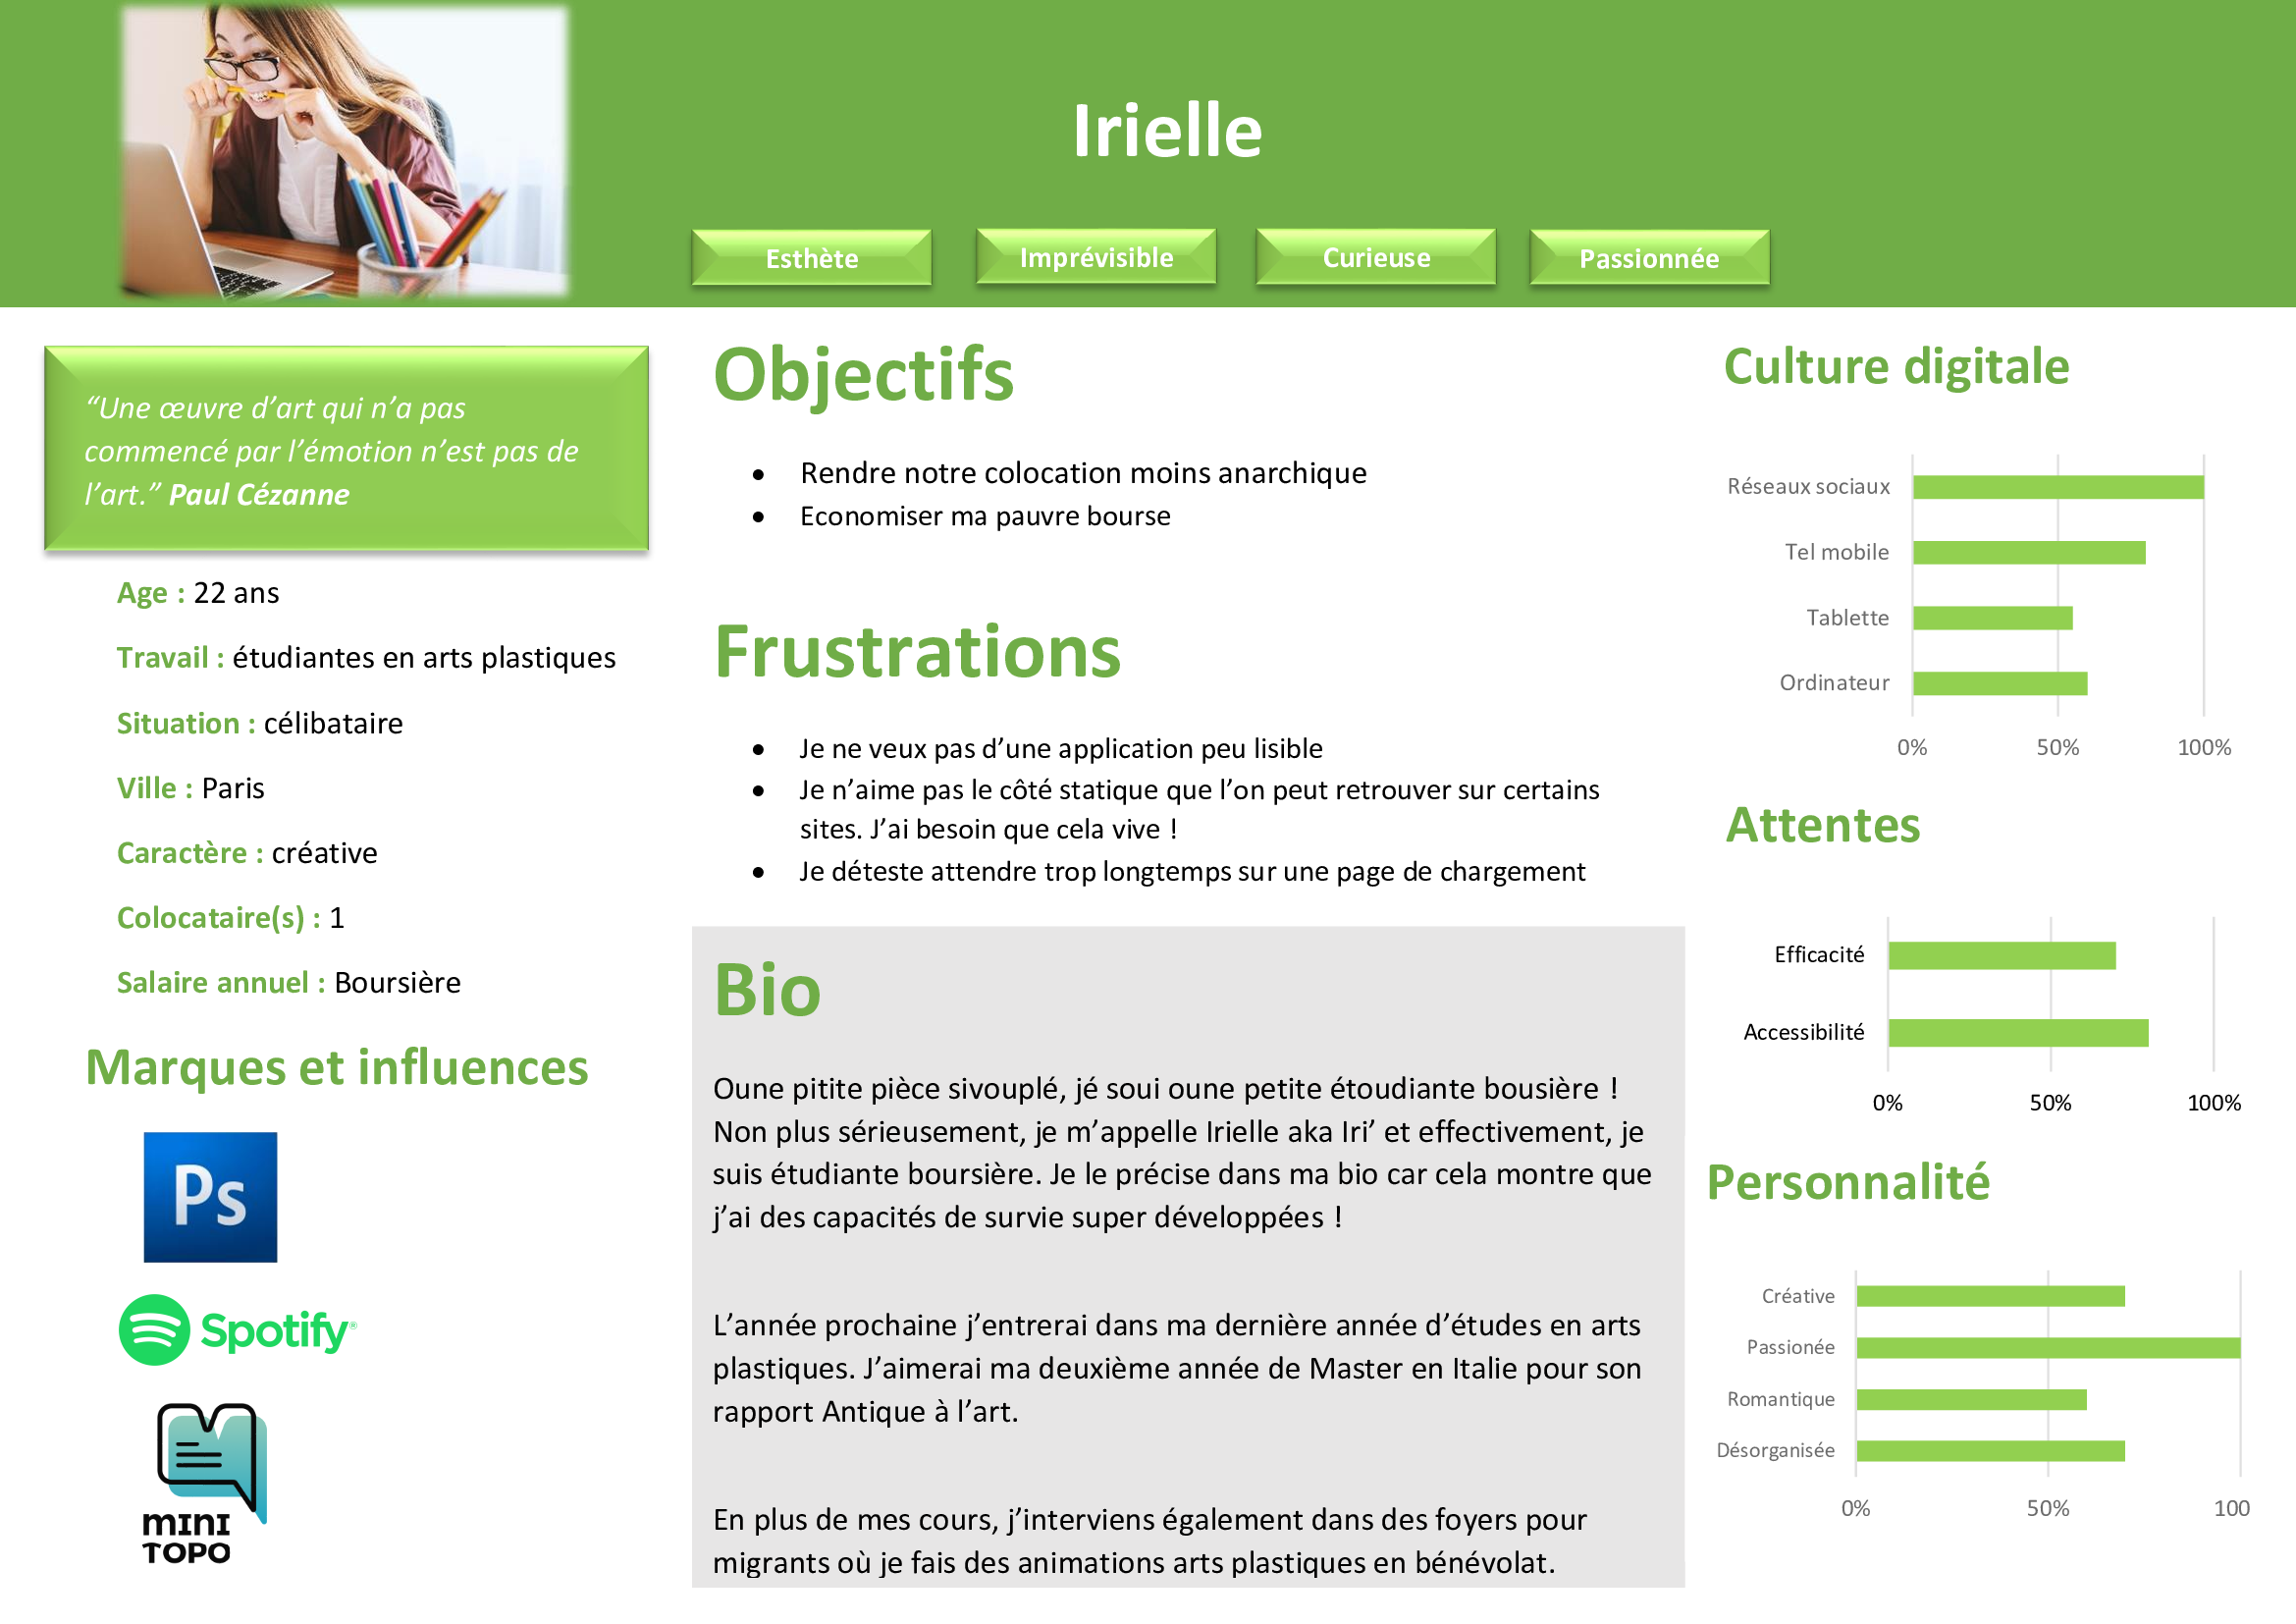 Irielle
Esthète
Imprévisible
Curieuse
Passionnée
“Une œuvre d’art qui n’a pas
commencé par l’émotion n’est pas de
l’art.” Paul Cézanne
Age : 22 ans
Travail : étudiantes en arts plastiques
Situation : célibataire
Ville : Paris
Caractère : créative
Colocataire(s) : 1
Salaire annuel : Boursière
Marques et influences
Ps
Spotify®
MINI
TOPO
Objectifs
• Rendre notre colocation moins anarchique
• Economiser ma pauvre bourse
Frustrations
• Je ne veux pas d’une application peu lisible
• Je n’aime pas le côté statique que l’on peut retrouver sur certains
sites. J’ai besoin que cela vive !
• Je déteste attendre trop longtemps sur une page de chargement
Bio
Oune pitite pièce sivouplé, jé soui oune petite étoudiante bousière !
Non plus sérieusement, je m’appelle Irielle aka Iri’ et effectivement, je
suis étudiante boursière. Je le précise dans ma bio car cela montre que
j’ai des capacités de survie super développées !
L’année prochaine j’entrerai dans ma dernière année d’études en arts
plastiques. J’aimerai ma deuxième année de Master en Italie pour son
rapport Antique à l’art.
En plus de mes cours, j’interviens également dans des foyers pour
migrants où je fais des animations arts plastiques en bénévolat.
Culture digitale
Réseaux sociaux
Tel mobile
Tablette
Ordinateur
0% 50% 100%
Attentes
Efficacité
Accessibilité
0% 50% 100%
Personnalité
Créative
Passionée
Romantique
Désorganisée
0% 50% 100